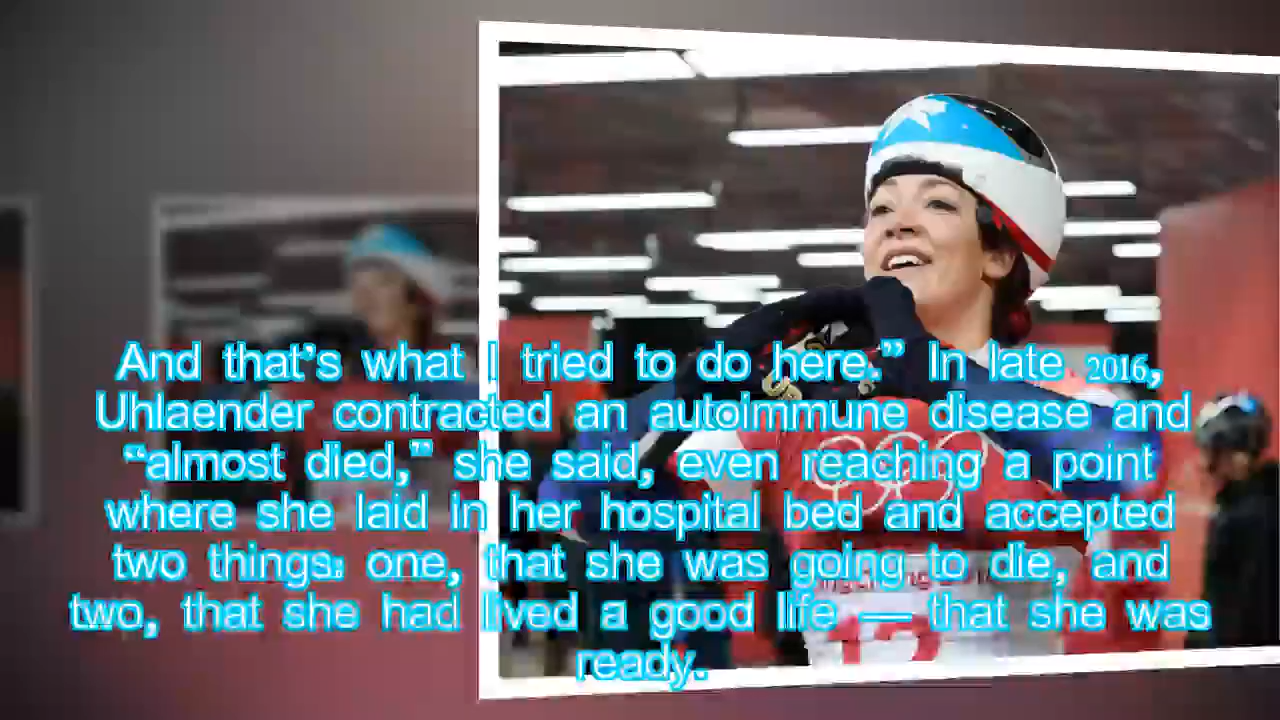 And that’s what I tried to do here.” In late 2016,
Uhlaender contracted an autoimmune disease and
“almost died,” she said, even reaching a point
where she laid in her hospital bed and accepted
two things: one, that she was going to die, and
two, that she had lived a good life — that she was
ready.